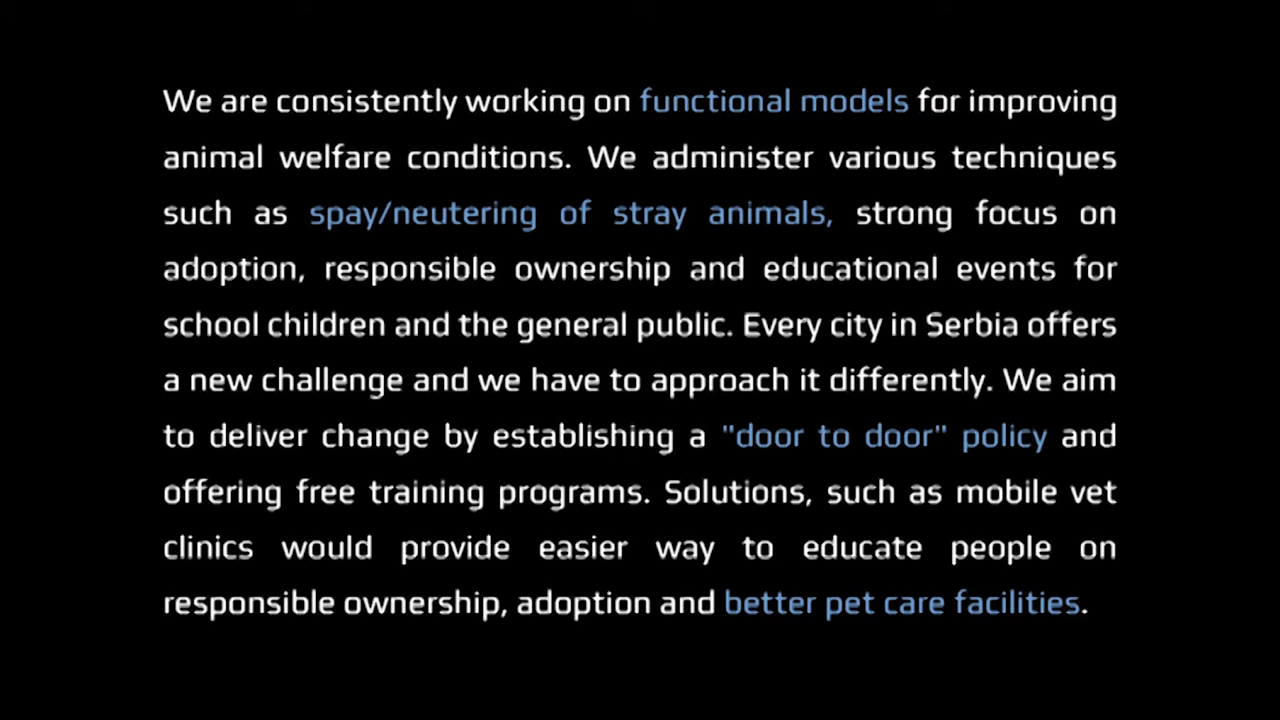 We are consistently working on functional models for improving
animal welfare conditions. We administer various techniques
such as spay/neutering of stray animals, strong focus on
adoption, responsible ownership and educational events for
school children and the general public. Every city in Serbia offers
a new challenge and we have to approach it differently. We aim
to deliver change by establishing a "door to door" policy and
offering free training programs. Solutions, such as mobile vet
clinics would provide easier way to educate people on
responsible ownership, adoption and better pet care facilities.